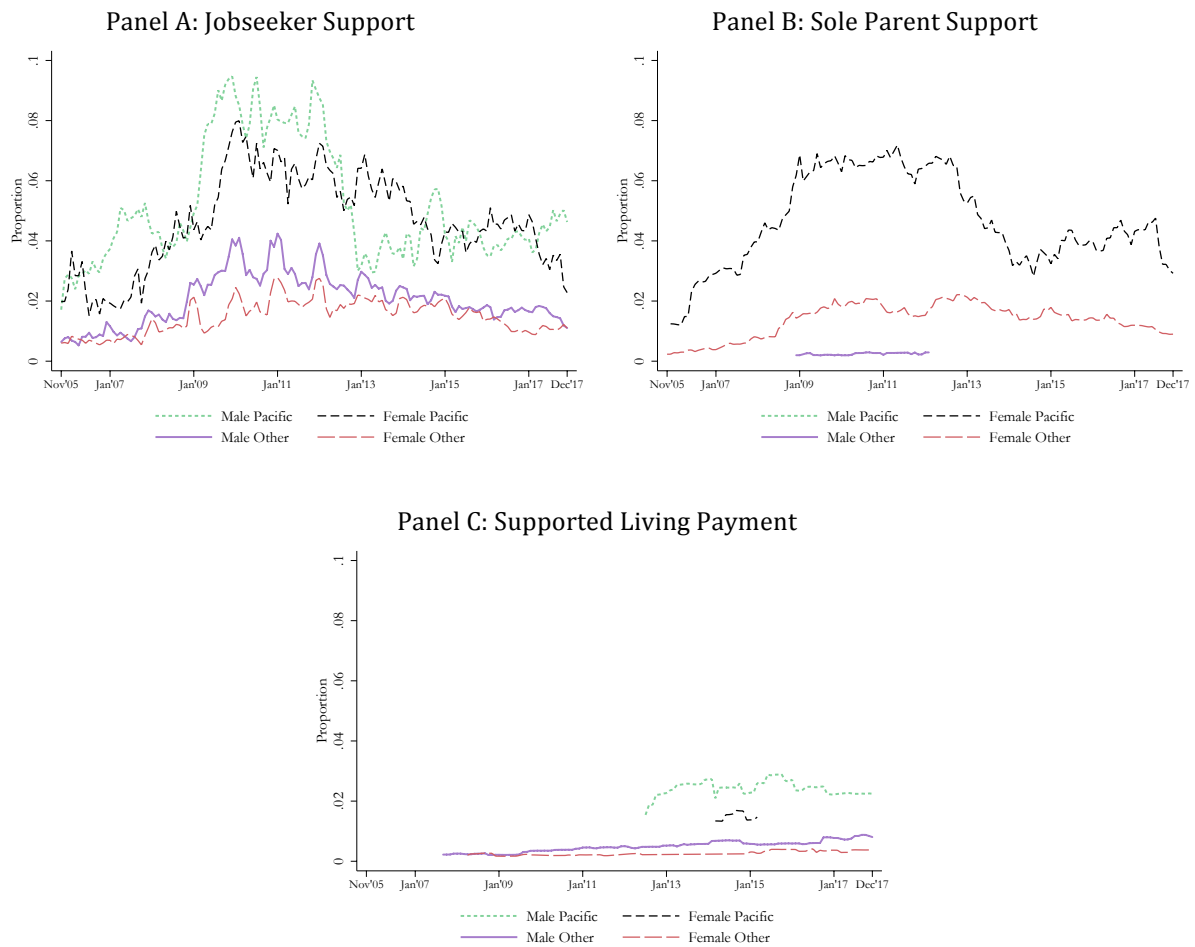 Panel A: Jobseeker Support
Proportion
0 .02 .04 .06 .08 .1
Nov'05 Jan'07 Jan'09 Jan'11 Jan'13 Jan'15 Jan'17 Dec'17
Male Pacific Female Pacific
Male Other Female Other
Panel B: Sole Parent Support
Proportion
0 .02 .04 .06 .08 .1
Nov'05 Jan'07 Jan'09 Jan'11 Jan'13 Jan'15 Jan'17 Dec'17
Male Pacific Female Pacific
Male Other Female Other
Panel C: Supported Living Payment
Proportion
0 .02 .04 .06 .08 .1
Nov'05 Jan'07 Jan'09 Jan'11 Jan'13 Jan'15 Jan'17 Dec'17
Male Pacific Female Pacific
Male Other Female Other